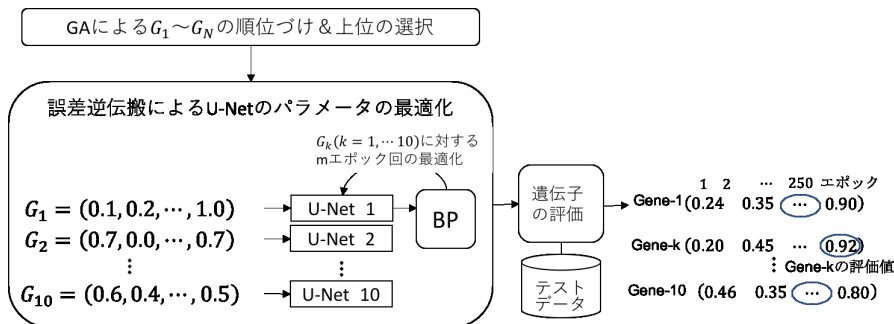 GAによるG₁～G_Nの順位づけ＆上位の選択
誤差逆伝搬によるU-Netのパラメータの最適化
G_k(k = 1,⋯10)に対する
mエポック回の最適化
G₁ = (0.1, 0.2,⋯, 1.0)
U-Net 1
G₂ = (0.7, 0.0,⋯, 0.7)
U-Net 2
⋮
⋮
G₁₀ = (0.6, 0.4,⋯, 0.5)
U-Net 10
BP
遺伝子
の評価
テスト
データ
1 2 ⋯ 250 エポック
Gene-1 (0.24 0.35 ⋯ 0.90)
Gene-k (0.20 0.45 ⋯ 0.92)
⋮ Gene-kの評価値
Gene-10 (0.46 0.35 ⋯ 0.80)